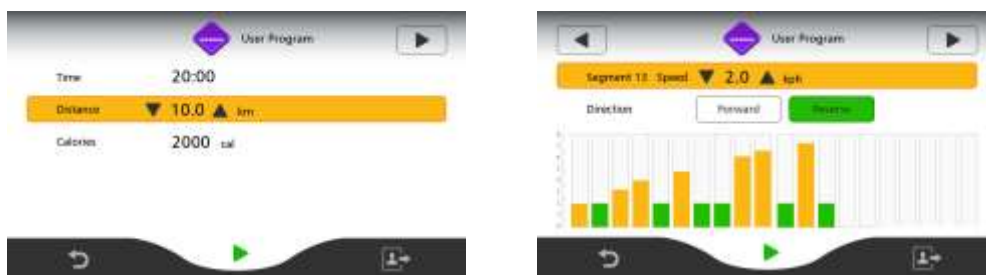 User Program
Time 20:00
Distance 10.0 km
Calories 2000 cal
User Program
Segment 13 Speed 2.0 kph
Direction Forward Reverse